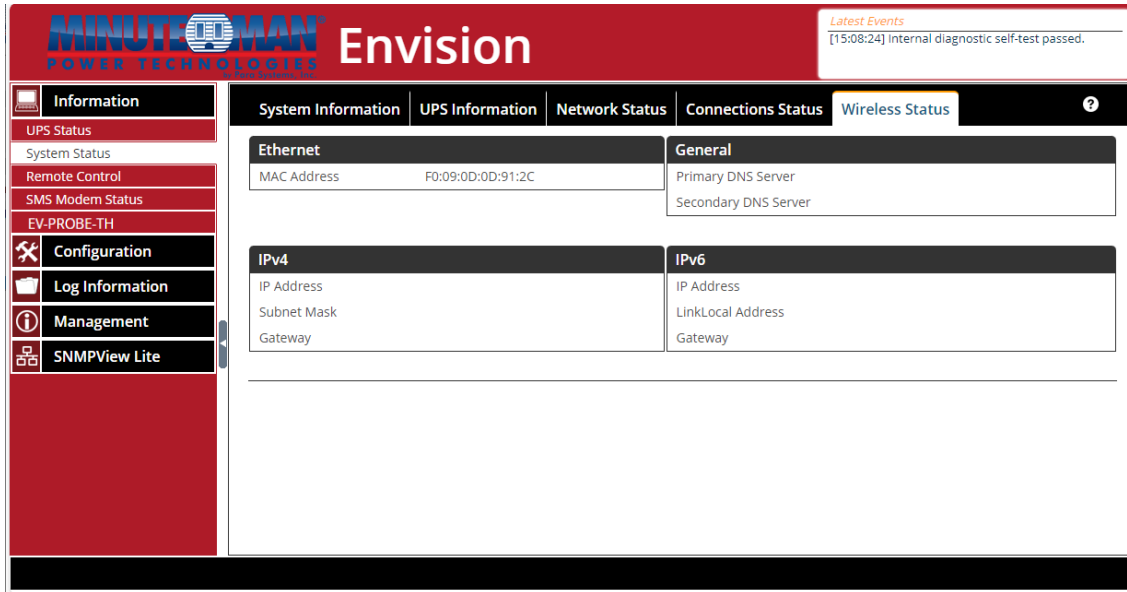 MINUTEMAN
POWER TECHNOLOGIES
Envision
Latest Events
[15:08:24] Internal diagnostic self-test passed.
Information
UPS Status
System Status
Remote Control
SMS Modem Status
EV-PROBE-TH
Configuration
Log Information
Management
SNMPView Lite
System Information
UPS Information
Network Status
Connections Status
Wireless Status
?
Ethernet
MAC Address F0:09:0D:0D:91:2C
General
Primary DNS Server
Secondary DNS Server
IPv4
IP Address
Subnet Mask
Gateway
IPv6
IP Address
LinkLocal Address
Gateway